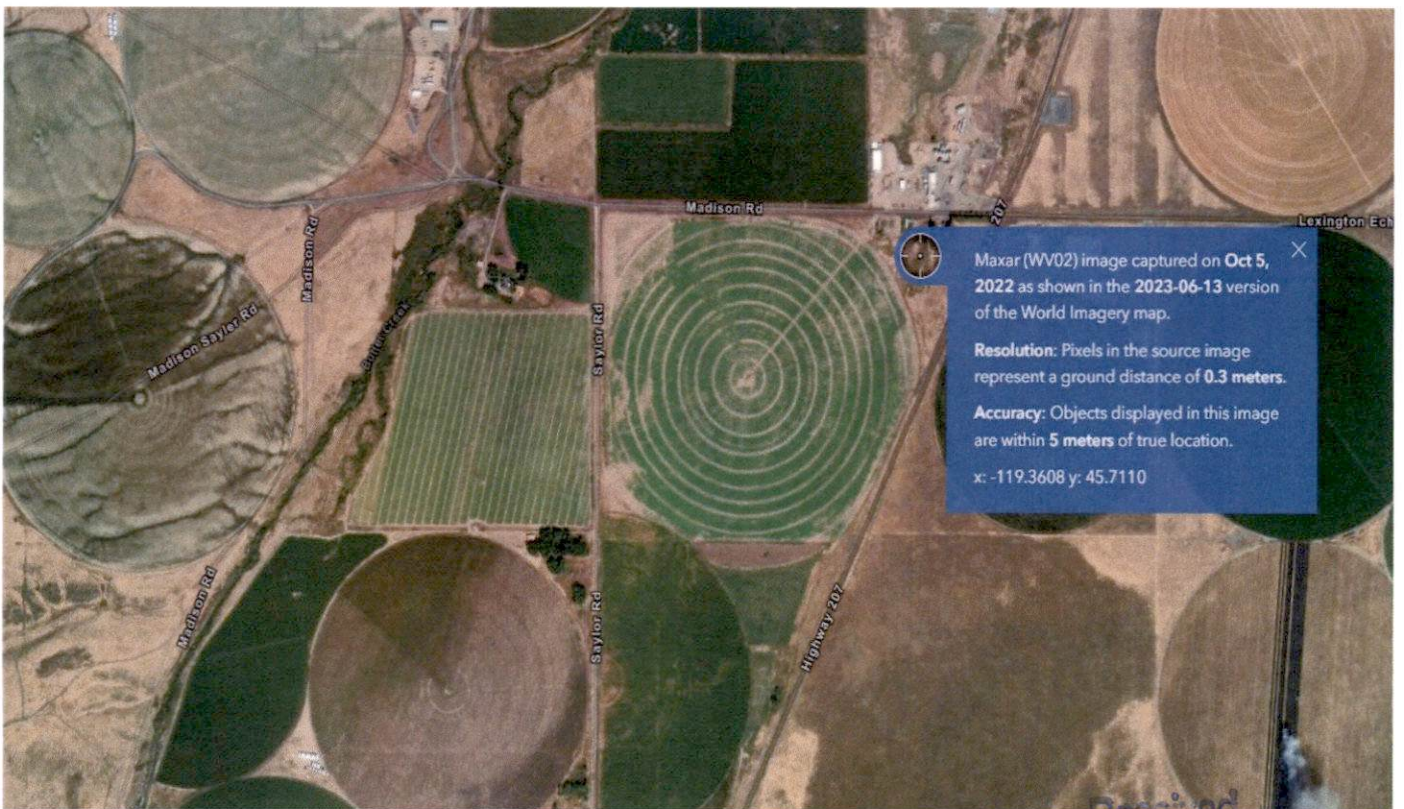 Madison Rd
207
Lexington Ech
Madison Rd
Maxar (WV02) image captured on Oct 5,
2022 as shown in the 2023-06-13 version
of the World Imagery map.
Resolution: Pixels in the source image
represent a ground distance of 0.3 meters.
Accuracy: Objects displayed in this image
are within 5 meters of true location.
x: -119.3608 y: 45.7110
Madison Sayler Rd
Butter Creek
Saylor Rd
Madison Rd
Saylor Rd
Highway 207
Received